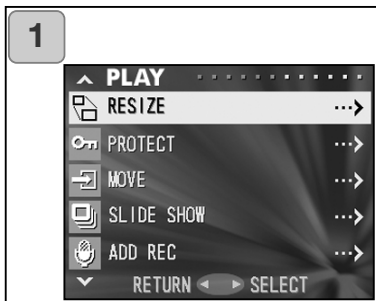 1
PLAY
RESIZE
PROTECT
MOVE
SLIDE SHOW
ADD REC
RETURN SELECT